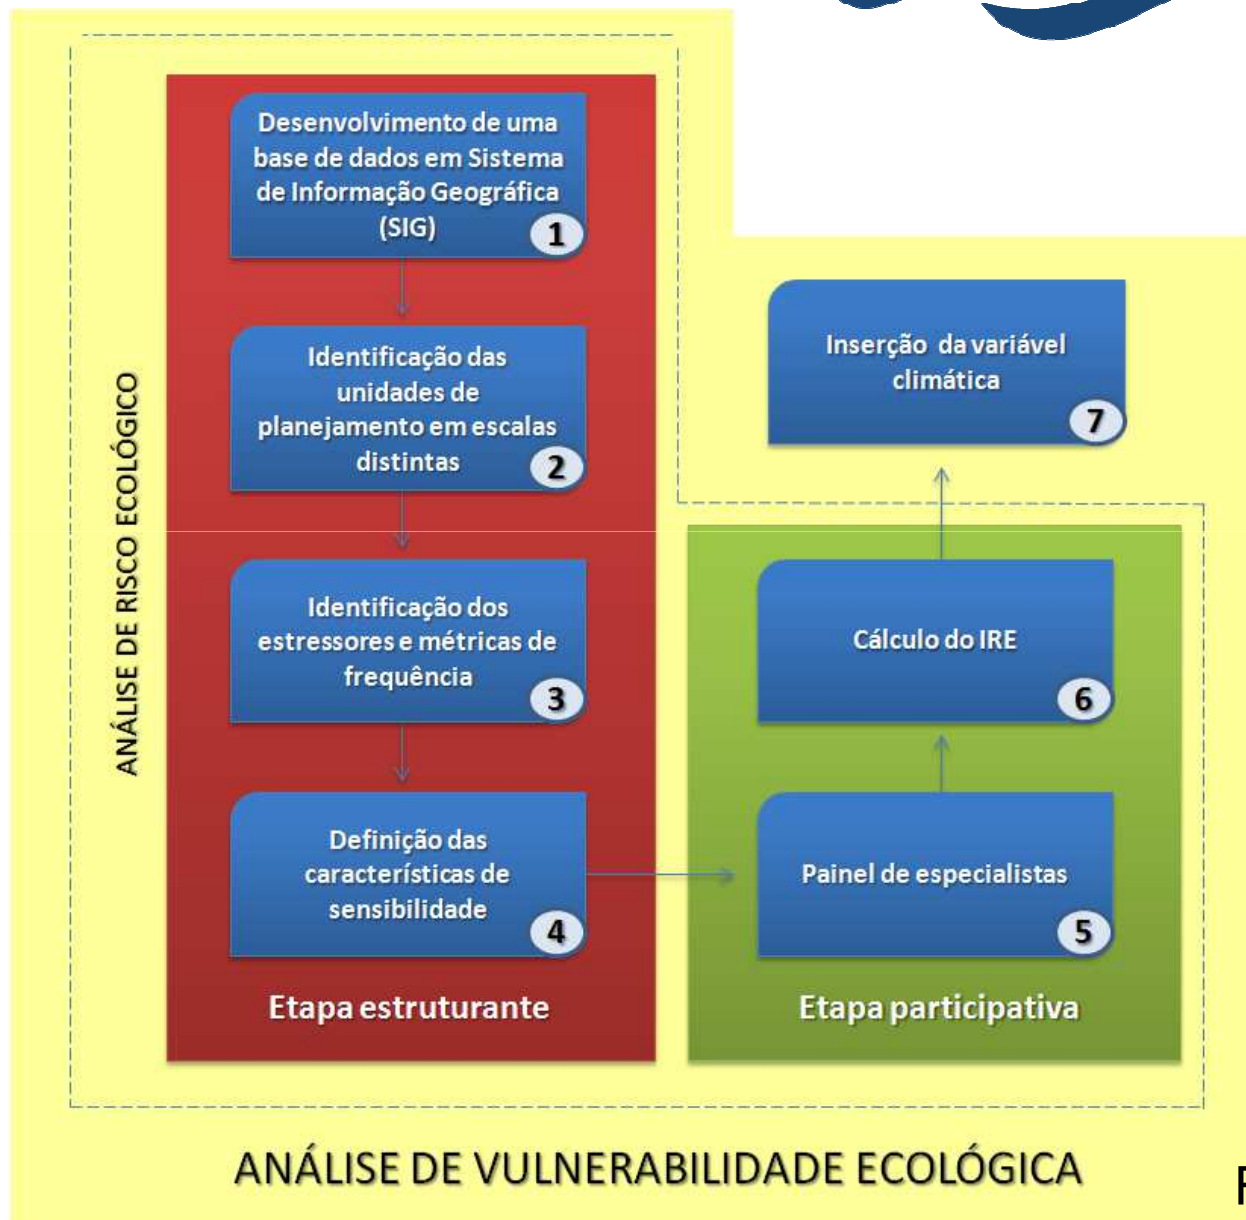 Desenvolvimento de uma
base de dados em Sistema
de Informação Geográfica
(SIG)
1
Identificação das
unidades de
planejamento em escalas
distintas
2
Identificação dos
estressores e métricas de
frequência
3
Definição das
características de
sensibilidade
4
Etapa estruturante
Inserção da variável
climática
7
Cálculo do IRE
6
Painel de especialistas
5
Etapa participativa
ANÁLISE DE RISCO ECOLÓGICO
ANÁLISE DE VULNERABILIDADE ECOLÓGICA